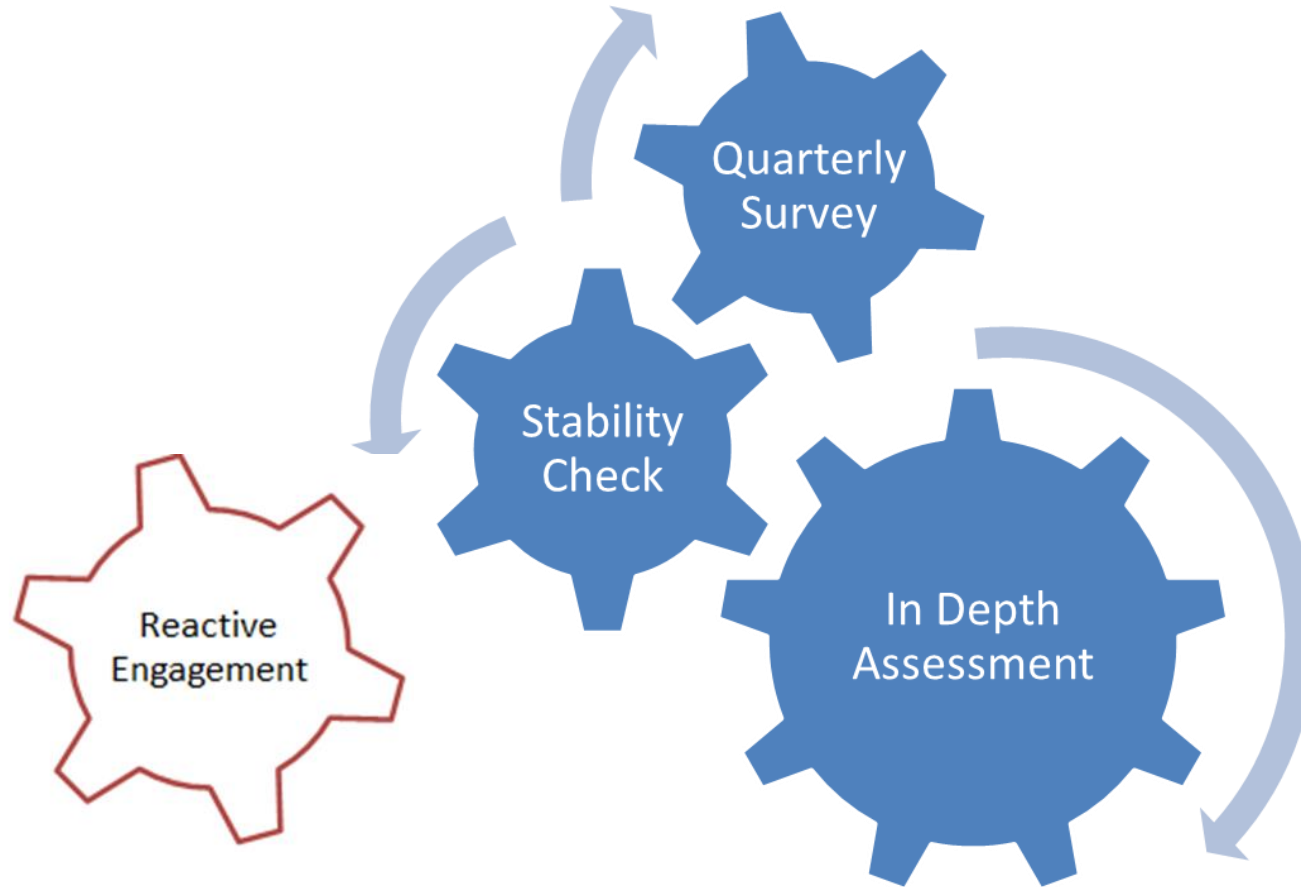 Quarterly
Survey
Stability
Check
In Depth
Assessment
Reactive
Engagement